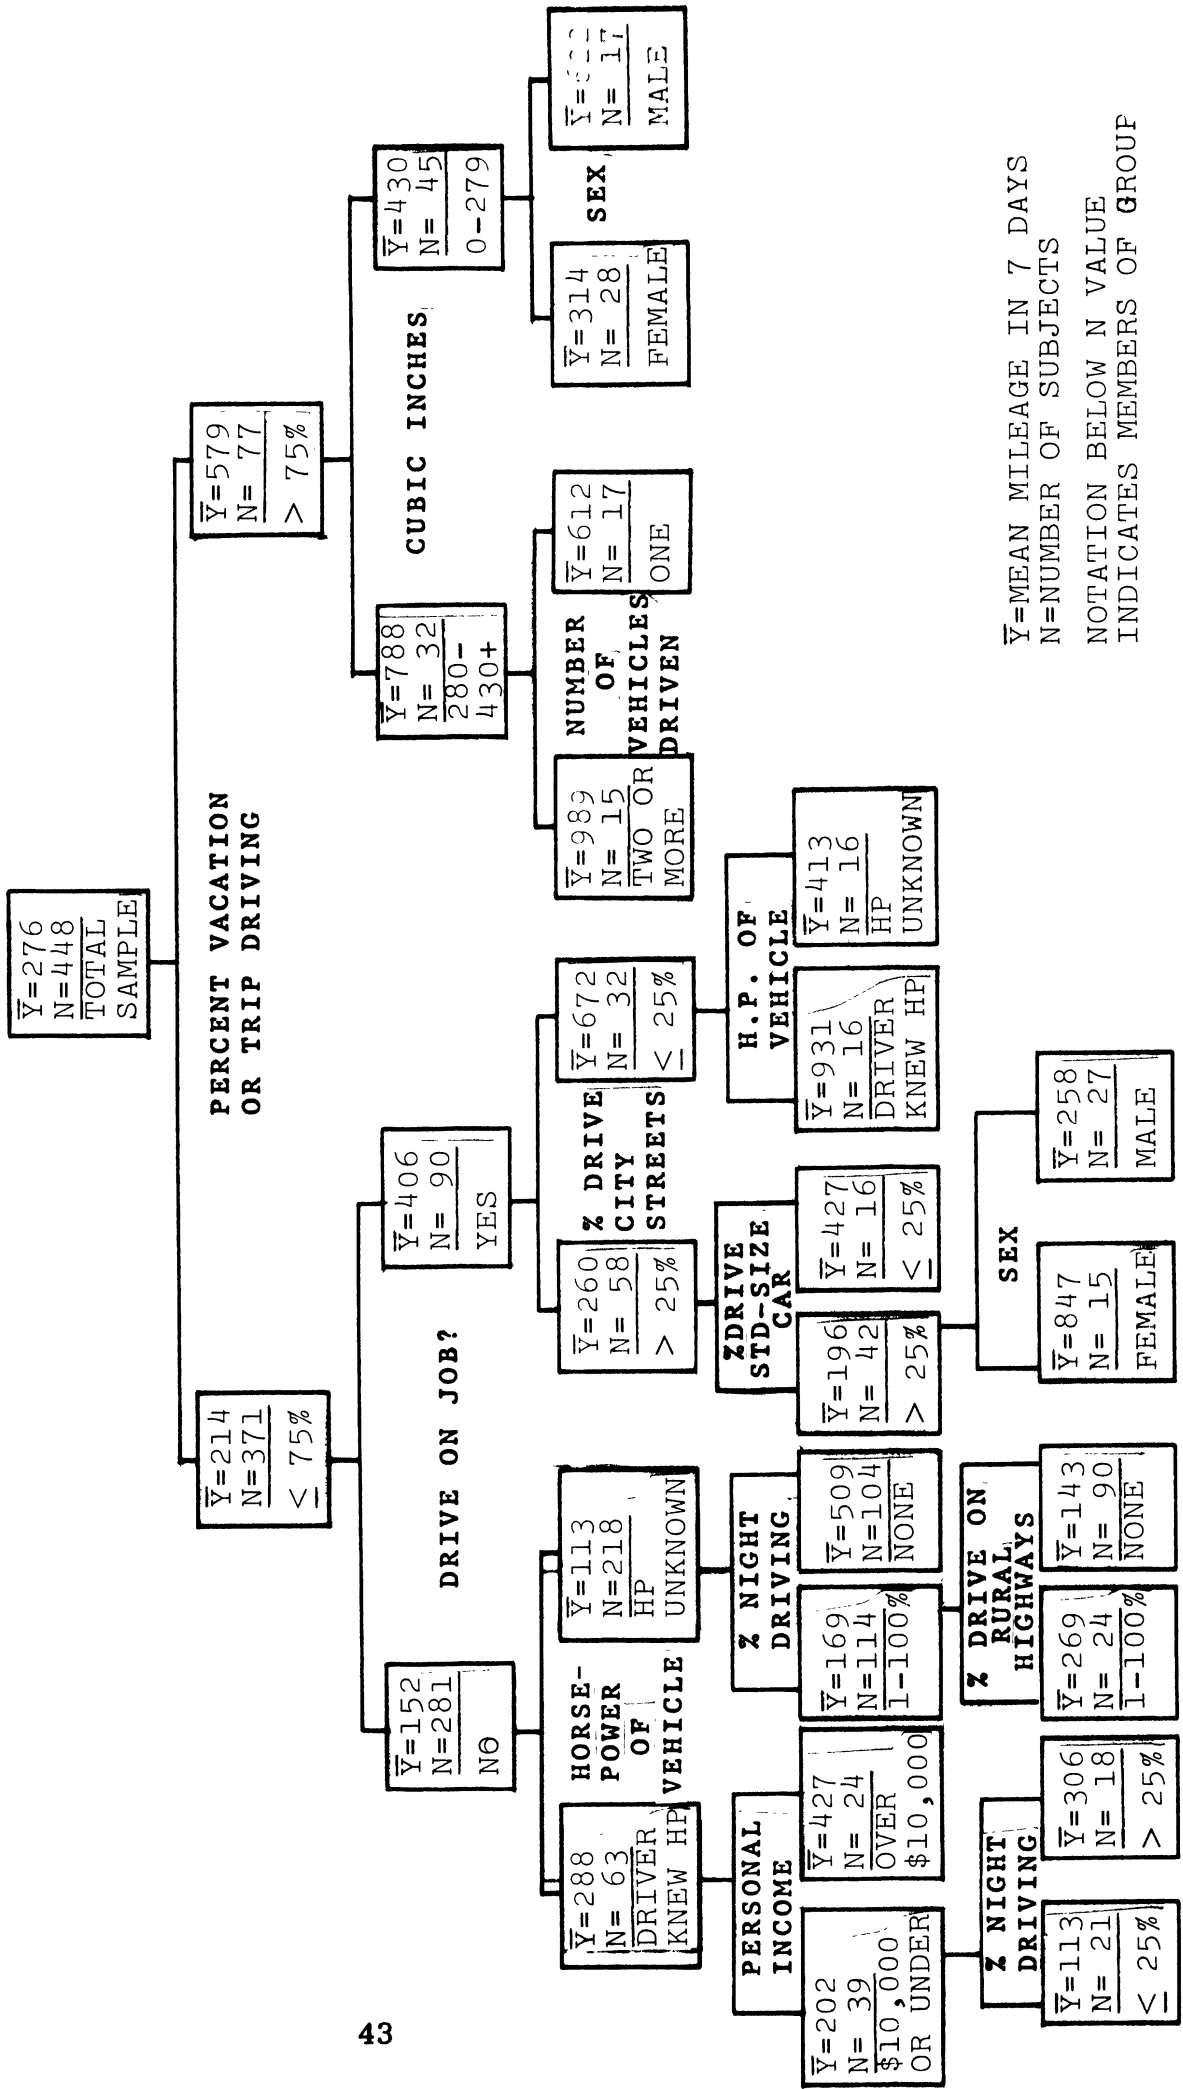 Y̅=276
N=448
TOTAL
SAMPLE
PERCENT VACATION
OR TRIP DRIVING
Y̅=214
N=371
≤ 75%
Y̅=579
N= 77
> 75%
DRIVE ON JOB?
CUBIC INCHES
Y̅=152
N=281
NO
Y̅=406
N= 90
YES
Y̅=788
N= 32
280-
430+
Y̅=430
N= 45
0-279
HORSE-
POWER
OF
VEHICLE
% DRIVE
CITY
STREETS
NUMBER
OF
VEHICLES
DRIVEN
SEX
Y̅=288
N= 63
DRIVER
KNEW HP
Y̅=113
N=218
HP
UNKNOWN
Y̅=260
N= 58
> 25%
Y̅=672
N= 32
≤ 25%
Y̅=989
N= 15
TWO OR
MORE
Y̅=612
N= 17
ONE
Y̅=314
N= 28
FEMALE
N= 17
MALE
PERSONAL
INCOME
% NIGHT
DRIVING
%DRIVE
STD-SIZE
CAR
H.P. OF
VEHICLE
Y̅=202
N= 39
$10,000
OR UNDER
Y̅=427
N= 24
OVER
$10,000
Y̅=169
N=114
1-100%
Y̅=509
N=104
NONE
Y̅=196
N= 42
> 25%
Y̅=427
N= 16
≤ 25%
Y̅=931
N= 16
DRIVER
KNEW HP
Y̅=413
N= 16
HP
UNKNOWN
% NIGHT
DRIVING
% DRIVE ON
RURAL
HIGHWAYS
SEX
Y̅=113
N= 21
≤ 25%
Y̅=306
N= 18
> 25%
Y̅=269
N= 24
1-100%
Y̅=143
N= 90
NONE
Y̅=847
N= 15
FEMALE
Y̅=258
N= 27
MALE
Y̅=MEAN MILEAGE IN 7 DAYS
N=NUMBER OF SUBJECTS
NOTATION BELOW N VALUE
INDICATES MEMBERS OF GROUP
43